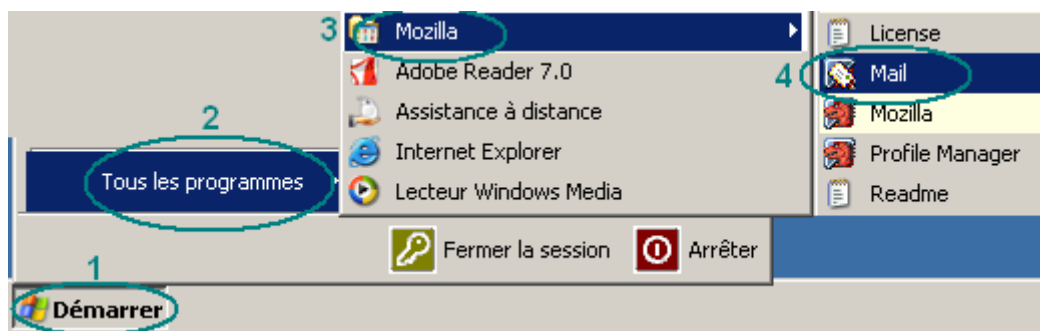 3 Mozilla
Adobe Reader 7.0
Assistance à distance
Internet Explorer
Lecteur Windows Media
License
4 Mail
Mozilla
Profile Manager
Readme
2
Tous les programmes
Fermer la session
Arrêter
1
Démarrer